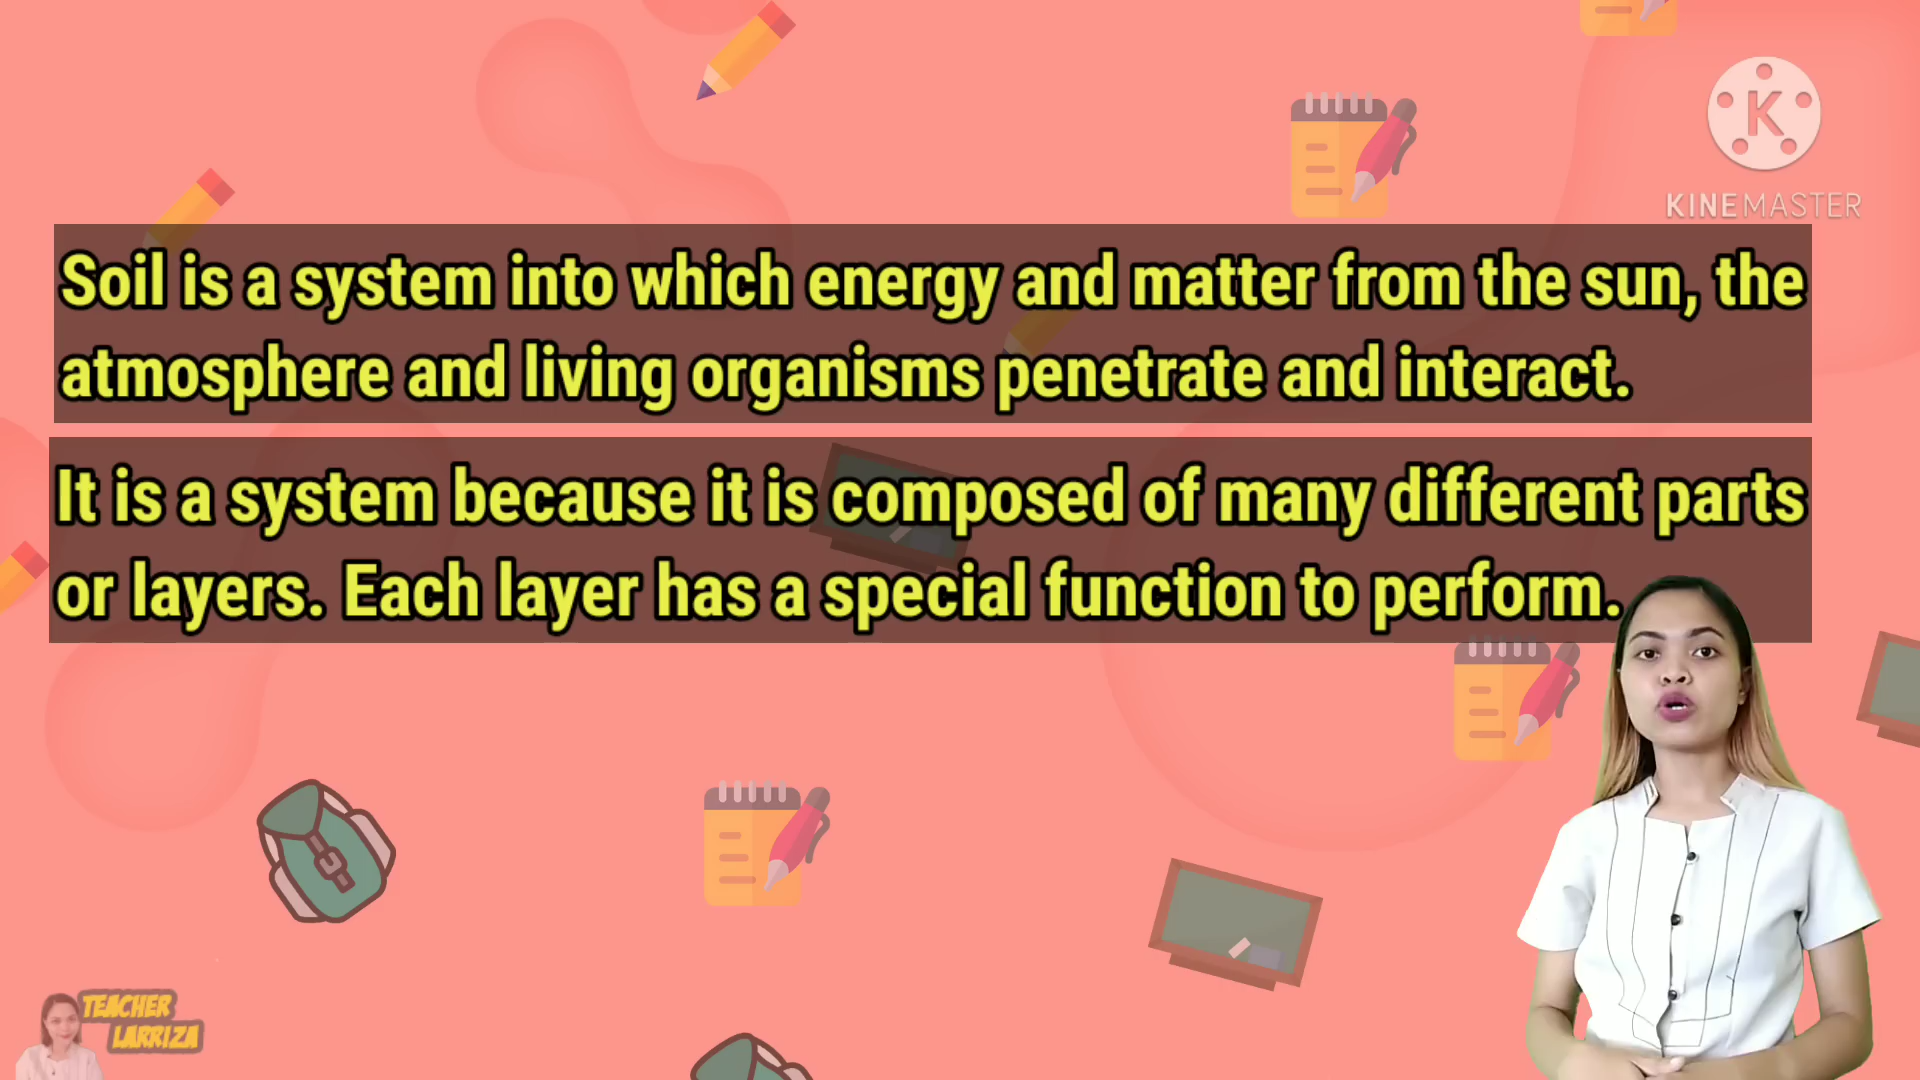 K
KINEMASTER
Soil is a system into which energy and matter from the sun, the
atmosphere and living organisms penetrate and interact.
It is a system because it is composed of many different parts
or layers. Each layer has a special function to perform.
TEACHER
LARRIZA